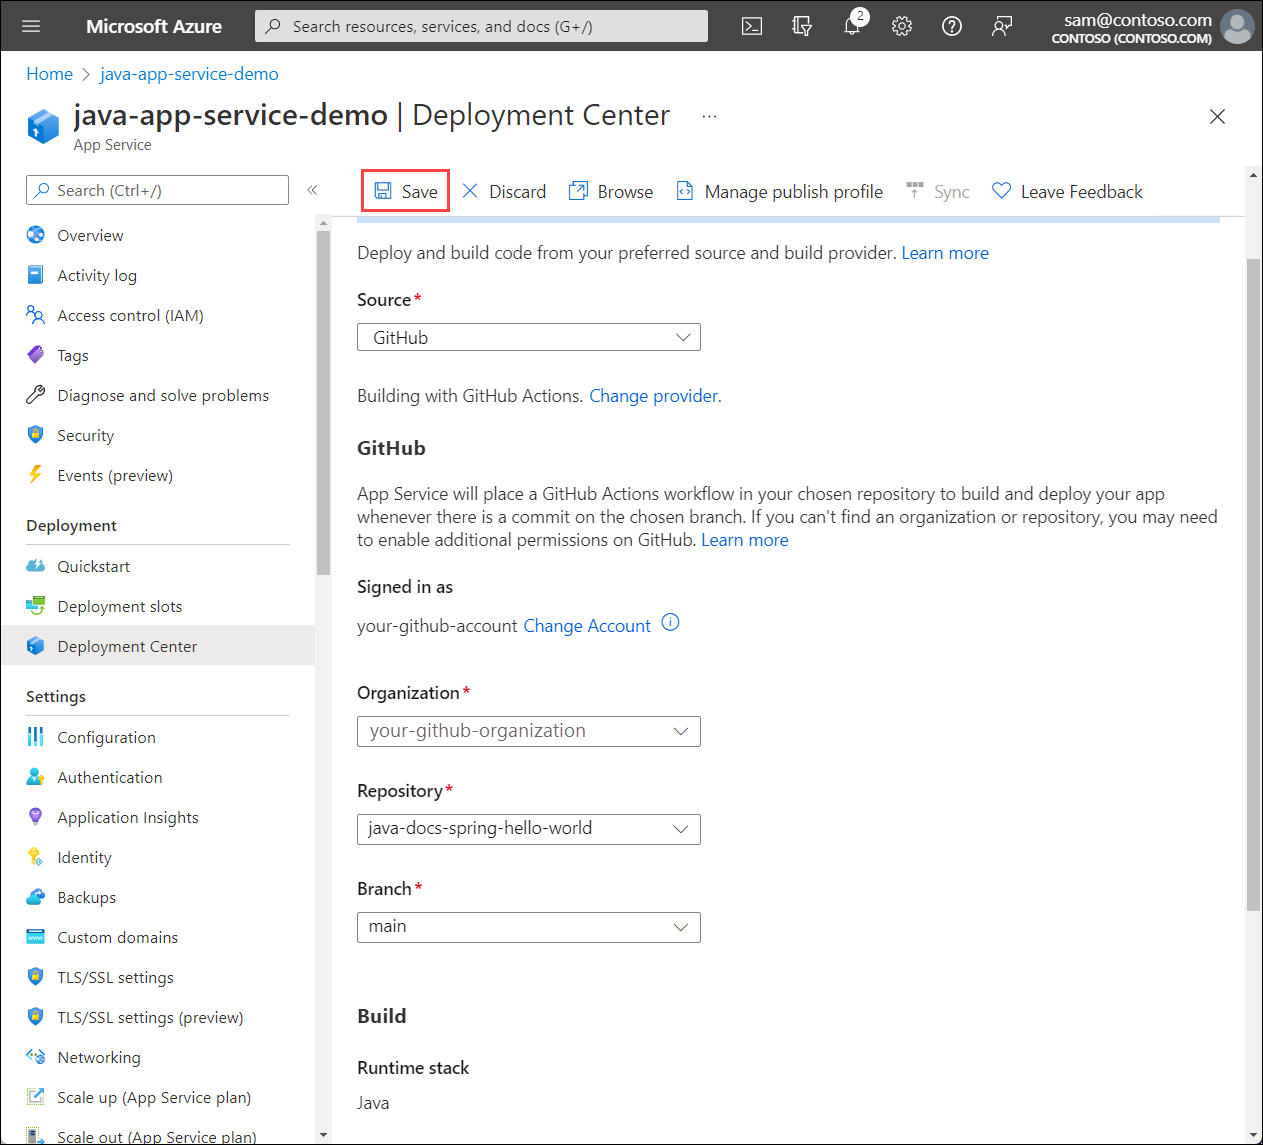 Microsoft Azure
Search resources, services, and docs (G+/)
2
sam@contoso.com
CONTOSO (CONTOSO.COM)
Home > java-app-service-demo
java-app-service-demo | Deployment Center ...
App Service
Search (Ctrl+/)
«
Overview
Activity log
Access control (IAM)
Tags
Diagnose and solve problems
Security
Events (preview)
Deployment
Quickstart
Deployment slots
Deployment Center
Settings
Configuration
Authentication
Application Insights
Identity
Backups
Custom domains
TLS/SSL settings
TLS/SSL settings (preview)
Networking
Scale up (App Service plan)
Scale out (App Service plan)
Save
Discard
Browse
Manage publish profile
Sync
Leave Feedback
Deploy and build code from your preferred source and build provider. Learn more
Source*
GitHub
Building with GitHub Actions. Change provider.
GitHub
App Service will place a GitHub Actions workflow in your chosen repository to build and deploy your app
whenever there is a commit on the chosen branch. If you can't find an organization or repository, you may need
to enable additional permissions on GitHub. Learn more
Signed in as
your-github-account Change Account
Organization*
your-github-organization
Repository*
java-docs-spring-hello-world
Branch*
main
Build
Runtime stack
Java